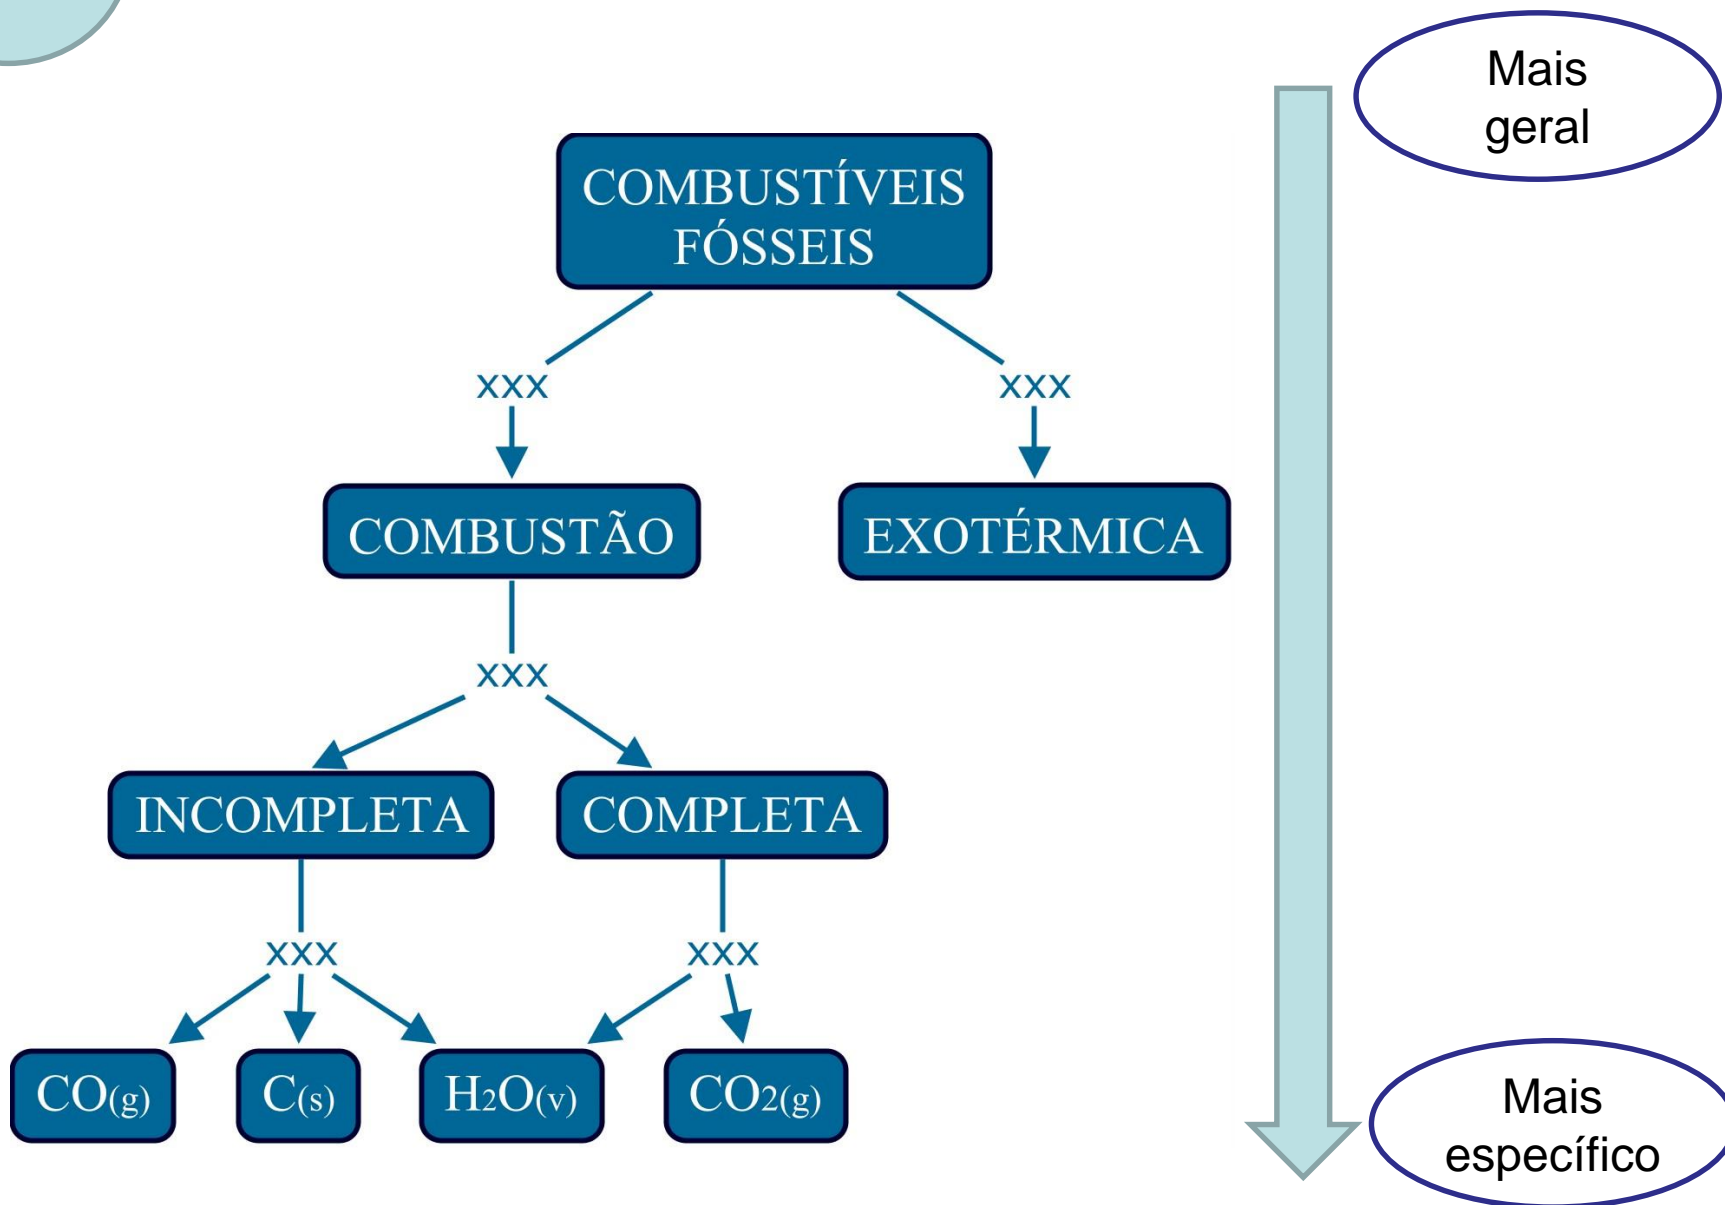 Mais
geral
COMBUSTÍVEIS
FÓSSEIS
xxx
xxx
COMBUSTÃO
EXOTÉRMICA
xxx
INCOMPLETA
COMPLETA
xxx
xxx
CO(g)
C(s)
H2O(v)
CO2(g)
Mais
específico